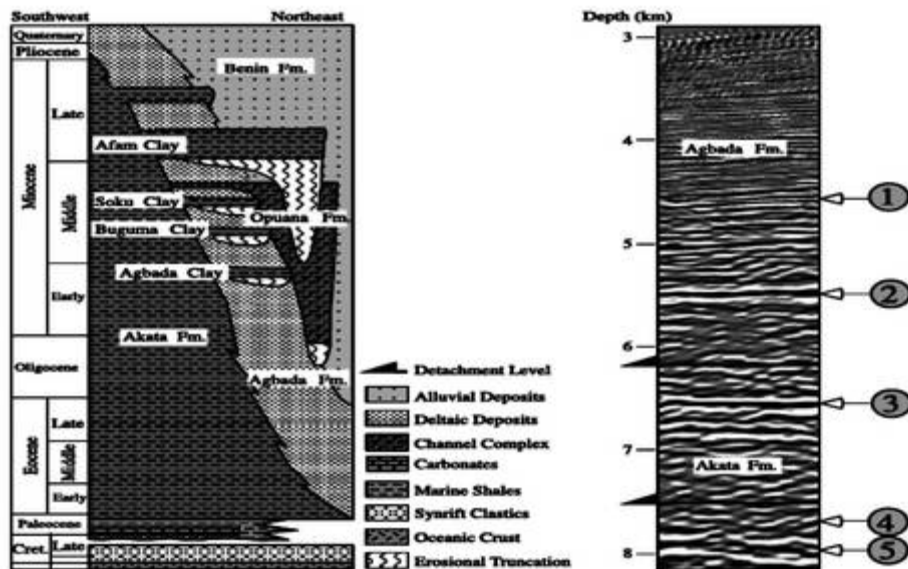 Southwest Northeast
Quaternary
Pliocene
Miocene
Late
Middle
Early
Oligocene
Eocene
Late
Middle
Early
Paleocene
Cret.
Late
Benin Fm.
Afam Clay
Soku Clay
Opuana Fm.
Buguma Clay
Agbada Clay
Akata Fm.
Agbada Fm.
Detachment Level
Alluvial Deposits
Deltaic Deposits
Channel Complex
Carbonates
Marine Shales
Synrift Clastics
Oceanic Crust
Erosional Truncation
Depth (km)
3
4
Agbada Fm.
1
5
2
6
3
7
Akata Fm.
4
5
8